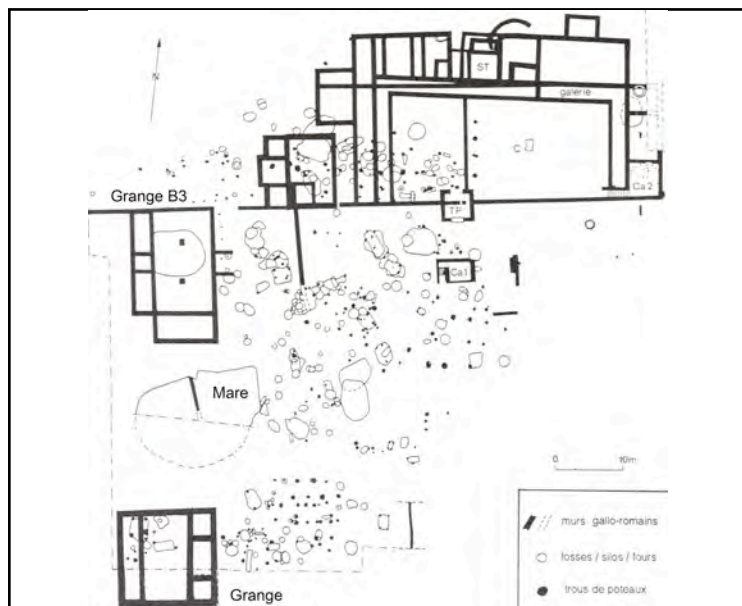 N
ST
galerie
C
Ca 2
Grange B3
TP
Ca1
Mare
0 10m
murs gallo-romains
fosses / silos / fours
trous de poteaux
Grange